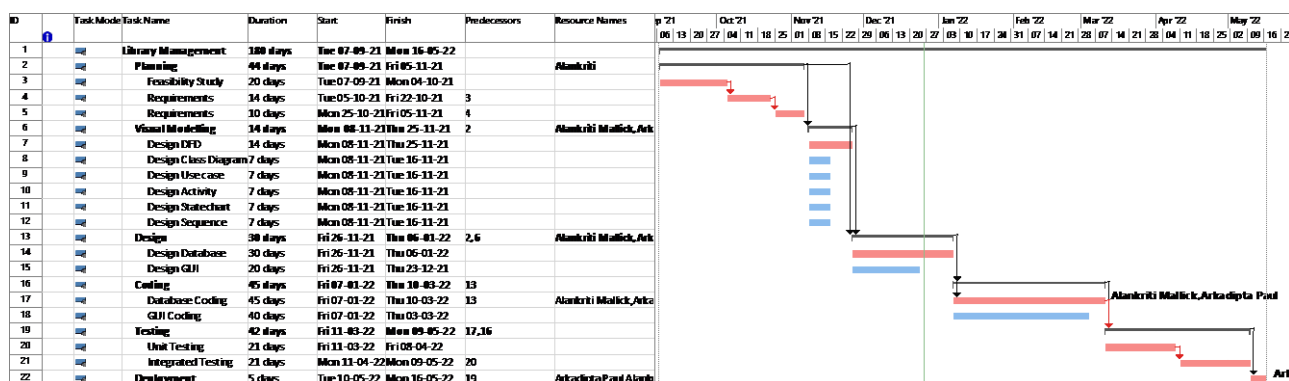 ID Task Mode Task Name Duration Start Finish Predecessors Resource Names p '21 Oct '21 Nov '21 Dec '21 Jan '22 Feb '22 Mar '22 Apr '22 May '22
06 13 20 27 04 11 18 25 01 08 15 22 29 06 13 20 27 03 10 17 24 31 07 14 21 28 07 14 21 28 04 11 18 25 02 09 16 2
1 Library Management 180 days Tue 07-09-21 Mon 16-05-22
2 Planning 44 days Tue 07-09-21 Fri 05-11-21 Alankriti
3 Feasibility Study 20 days Tue 07-09-21 Mon 04-10-21
4 Requirements 14 days Tue 05-10-21 Fri 22-10-21 3
5 Requirements 10 days Mon 25-10-21 Fri 05-11-21 4
6 Visual Modelling 14 days Mon 08-11-21 Thu 25-11-21 2 Alankriti Mallick,Ark
7 Design DFD 14 days Mon 08-11-21 Thu 25-11-21
8 Design Class Diagram 7 days Mon 08-11-21 Tue 16-11-21
9 Design Use case 7 days Mon 08-11-21 Tue 16-11-21
10 Design Activity 7 days Mon 08-11-21 Tue 16-11-21
11 Design Statechart 7 days Mon 08-11-21 Tue 16-11-21
12 Design Sequence 7 days Mon 08-11-21 Tue 16-11-21
13 Design 30 days Fri 26-11-21 Thu 06-01-22 2,6 Alankriti Mallick,Ark
14 Design Database 30 days Fri 26-11-21 Thu 06-01-22
15 Design GUI 20 days Fri 26-11-21 Thu 23-12-21
16 Coding 45 days Fri 07-01-22 Thu 10-03-22 13
17 Database Coding 45 days Fri 07-01-22 Thu 10-03-22 13 Alankriti Mallick,Arka Alankriti Mallick,Arkadipta Paul
18 GUI Coding 40 days Fri 07-01-22 Thu 03-03-22
19 Testing 42 days Fri 11-03-22 Mon 09-05-22 17,16
20 Unit Testing 21 days Fri 11-03-22 Fri 08-04-22
21 Integrated Testing 21 days Mon 11-04-22 Mon 09-05-22 20
22 Deployment 5 days Tue 10-05-22 Mon 16-05-22 19 Arkadipta Paul Alank Ark